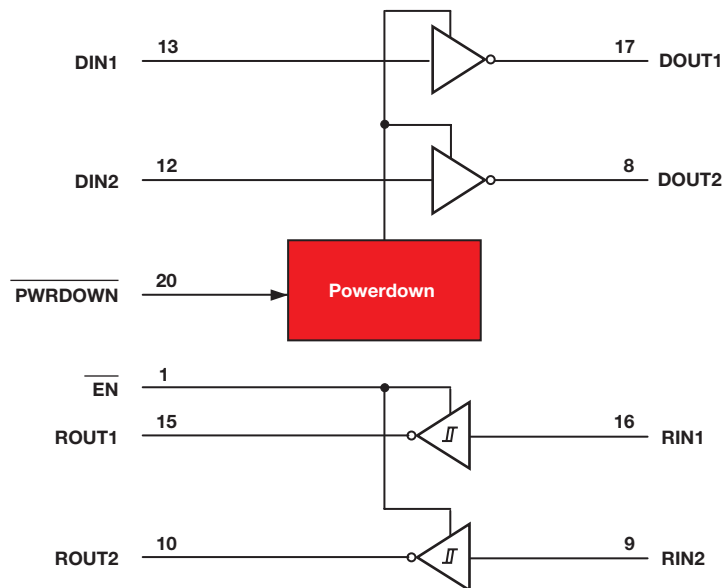 DIN1 13 17 DOUT1
DIN2 12 8 DOUT2
PWRDOWN 20 Powerdown
EN 1
ROUT1 15 16 RIN1
ROUT2 10 9 RIN2